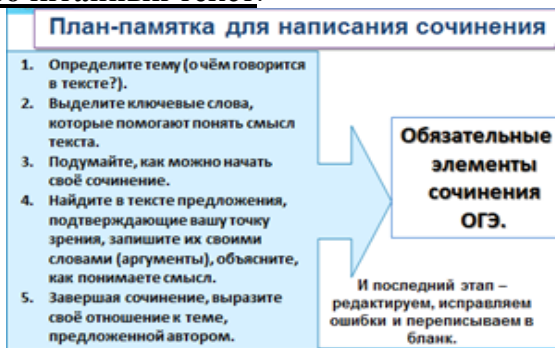 План-памятка для написания сочинения
1. Определите тему (о чём говорится
в тексте?).
2. Выделите ключевые слова,
которые помогают понять смысл
текста.
3. Подумайте, как можно начать
своё сочинение.
4. Найдите в тексте предложения,
подтверждающие вашу точку
зрения, запишите их своими
словами (аргументы), объясните,
как понимаете смысл.
5. Завершая сочинение, выразите
своё отношение к теме,
предложенной автором.
Обязательные
элементы
сочинения
ОГЭ.
И последний этап –
редактируем, исправляем
ошибки и переписываем в
бланк.